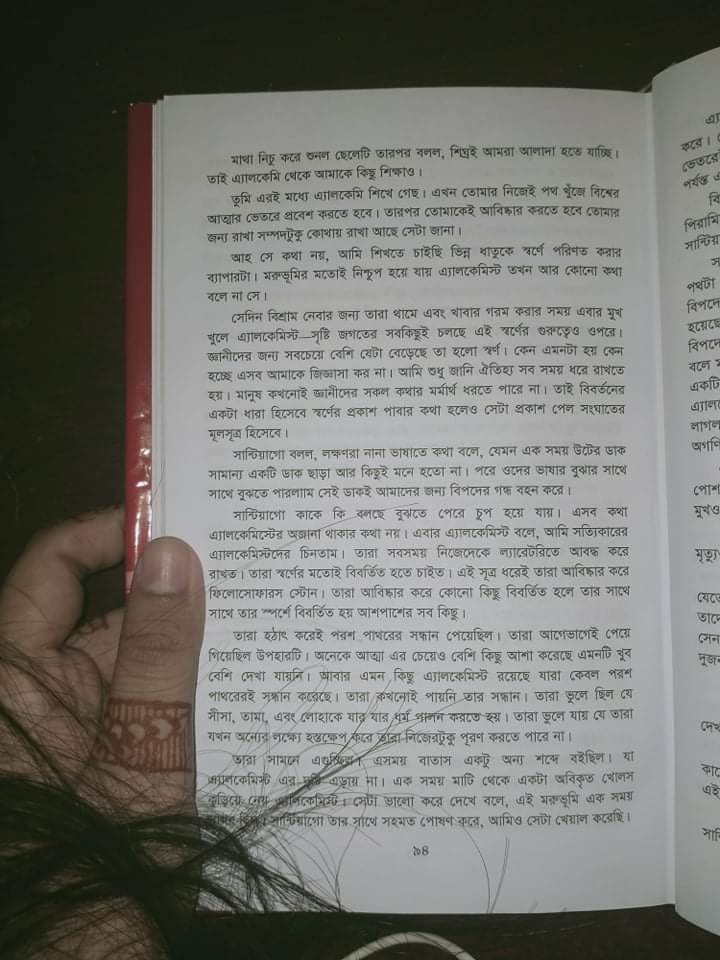 মাথা নিচু করে শুনল ছেলেটি তারপর বলল, শিঘ্রই আমরা আলাদা হতে যাচ্ছি।
তাই এ্যালকেমি থেকে আমাকে কিছু শিক্ষাও।
তুমি এরই মধ্যে এ্যালকেমি শিখে গেছ। এখন তোমার নিজেই পথ খুঁজে বিশ্বের
আত্মার ভেতরে প্রবেশ করতে হবে। তারপর তোমাকেই আবিষ্কার করতে হবে তোমার
জন্য রাখা সম্পদটুকু কোথায় রাখা আছে সেটা জানা।
আহ সে কথা নয়, আমি শিখতে চাইছি ভিন্ন ধাতুকে স্বর্ণে পরিণত করার
ব্যাপারটা। মরুভূমির মতোই নিশ্চুপ হয়ে যায় এ্যালকেমিস্ট তখন আর কোনো কথা
বলে না সে।
সেদিন বিশ্রাম নেবার জন্য তারা থামে এবং খাবার গরম করার সময় এবার মুখ
খুলে এ্যালকেমিস্ট—সৃষ্টি জগতের সবকিছুই চলছে এই স্বর্ণের গুরুত্বেও ওপরে।
জ্ঞানীদের জন্য সবচেয়ে বেশি যেটা বেড়েছে তা হলো স্বর্ণ। কেন এমনটা হয় কেন
হচ্ছে এসব আমাকে জিজ্ঞাসা কর না। আমি শুধু জানি ঐতিহ্য সব সময় ধরে রাখতে
হয়। মানুষ কখনোই জ্ঞানীদের সকল কথার মর্মার্থ ধরতে পারে না। তাই বিবর্তনের
একটা ধারা হিসেবে স্বর্ণের প্রকাশ পাবার কথা হলেও সেটা প্রকাশ পেল সংঘাতের
মূলসূত্র হিসেবে।
সান্টিয়াগো বলল, লক্ষণরা নানা ভাষাতে কথা বলে, যেমন এক সময় উটের ডাক
সামান্য একটি ডাক ছাড়া আর কিছুই মনে হতো না। পরে ওদের ভাষার বুঝার সাথে
সাথে বুঝতে পারলাাম সেই ডাকই আমাদের জন্য বিপদের গন্ধ বহন করে।
সান্টিয়াগো কাকে কি বলছে বুঝতে পেরে চুপ হয়ে যায়। এসব কথা
এ্যালকেমিস্টের অজানা থাকার কথা নয়। এবার এ্যালকেমিস্ট বলে, আমি সত্যিকারের
এ্যালকেমিস্টদের চিনতাম। তারা সবসময় নিজেদেকে ল্যারেটরিতে আবদ্ধ করে
রাখত। তারা স্বর্ণের মতোই বিবর্তিত হতে চাইত। এই সূত্র ধরেই তারা আবিষ্কার করে
ফিলোসোফারস স্টোন। তারা আবিষ্কার করে কোনো কিছু বিবর্তিত হলে তার সাথে
সাথে তার স্পর্শে বিবর্তিত হয় আশপাশের সব কিছু।
তারা হঠাৎ করেই পরশ পাথরের সন্ধান পেয়েছিল। তারা আগেভাগেই পেয়ে
গিয়েছিল উপহারটি। অনেকে আত্মা এর চেয়েও বেশি কিছু আশা করেছে এমনটি খুব
বেশি দেখা যায়নি। আবার এমন কিছু এ্যালকেমিস্ট রয়েছে যারা কেবল পরশ
পাথরেরই সন্ধান করেছে। তারা কখনোই পায়নি তার সন্ধান। তারা ভুলে ছিল যে
সীসা, তামা, এবং লোহাকে যার যার ধর্ম পালন করতে হয়। তারা ভুলে যায় যে তারা
যখন অন্যের লক্ষ্যে হস্তক্ষেপ করে তারা নিজেরটুকু পূরণ করতে পারে না।
তারা সামনে এগুচ্ছিল। এসময় বাতাস একটু অন্য শব্দে বইছিল। যা
এ্যালকেমিস্ট এর দৃষ্টি এড়ায় না। এক সময় মাটি থেকে একটা অবিকৃত খোলস
কুড়িয়ে নেয় এ্যালকেমিস্ট। সেটা ভালো করে দেখে বলে, এই মরুভূমি এক সময়
ছিল। সান্টিয়াগো তার সাথে সহমত পোষণ করে, আমিও সেটা খেয়াল করেছি।
৯৪